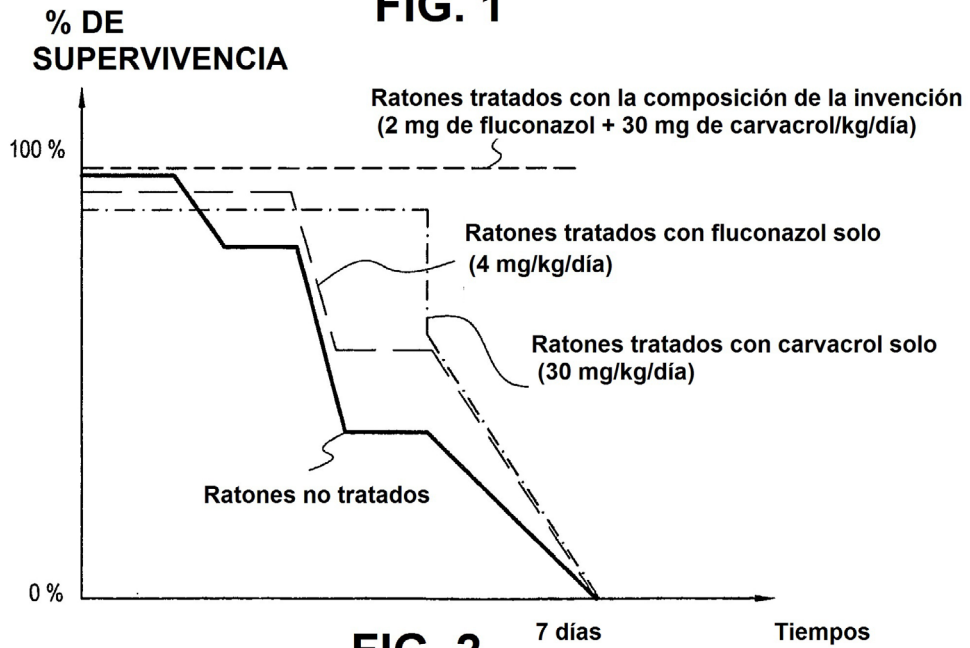 FIG. 1
% DE
SUPERVIVENCIA
Ratones tratados con la composición de la invención
(2 mg de fluconazol + 30 mg de carvacrol/kg/día)
100 %
Ratones tratados con fluconazol solo
(4 mg/kg/día)
Ratones tratados con carvacrol solo
(30 mg/kg/día)
Ratones no tratados
0 %
7 días
Tiempos
FIG. 2